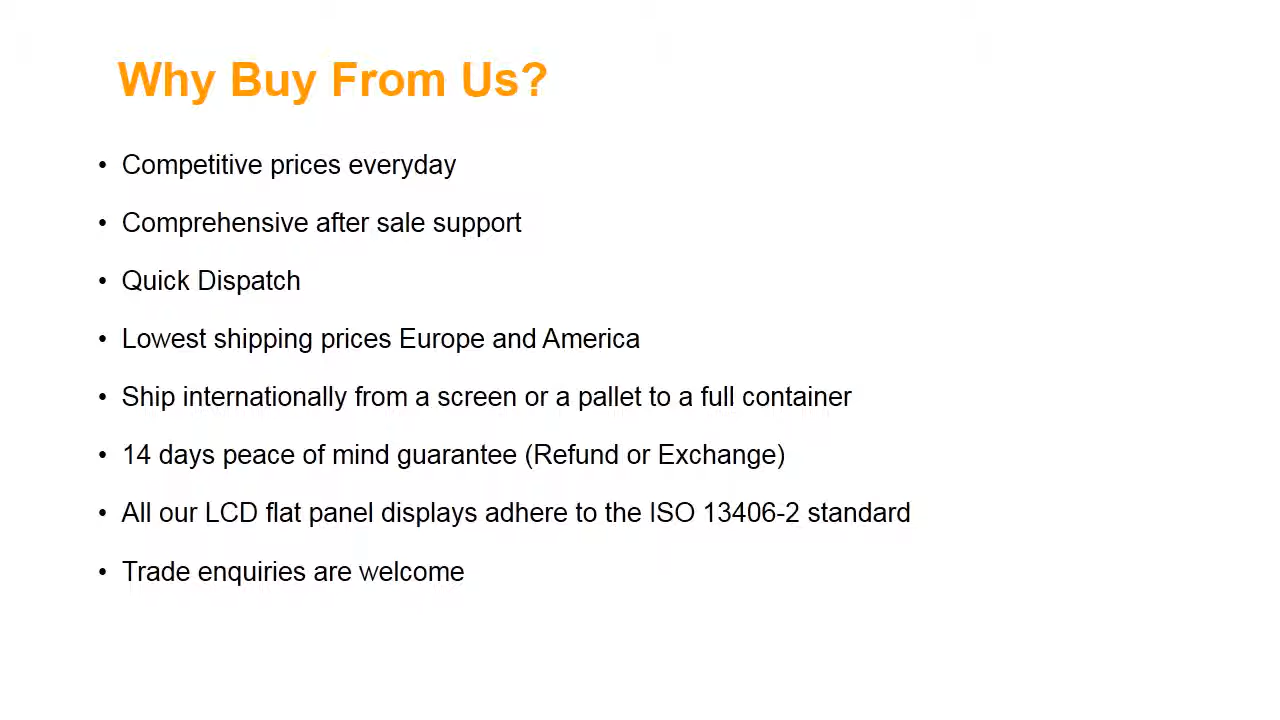 Why Buy From Us?
• Competitive prices everyday
• Comprehensive after sale support
• Quick Dispatch
• Lowest shipping prices Europe and America
• Ship internationally from a screen or a pallet to a full container
• 14 days peace of mind guarantee (Refund or Exchange)
• All our LCD flat panel displays adhere to the ISO 13406-2 standard
• Trade enquiries are welcome